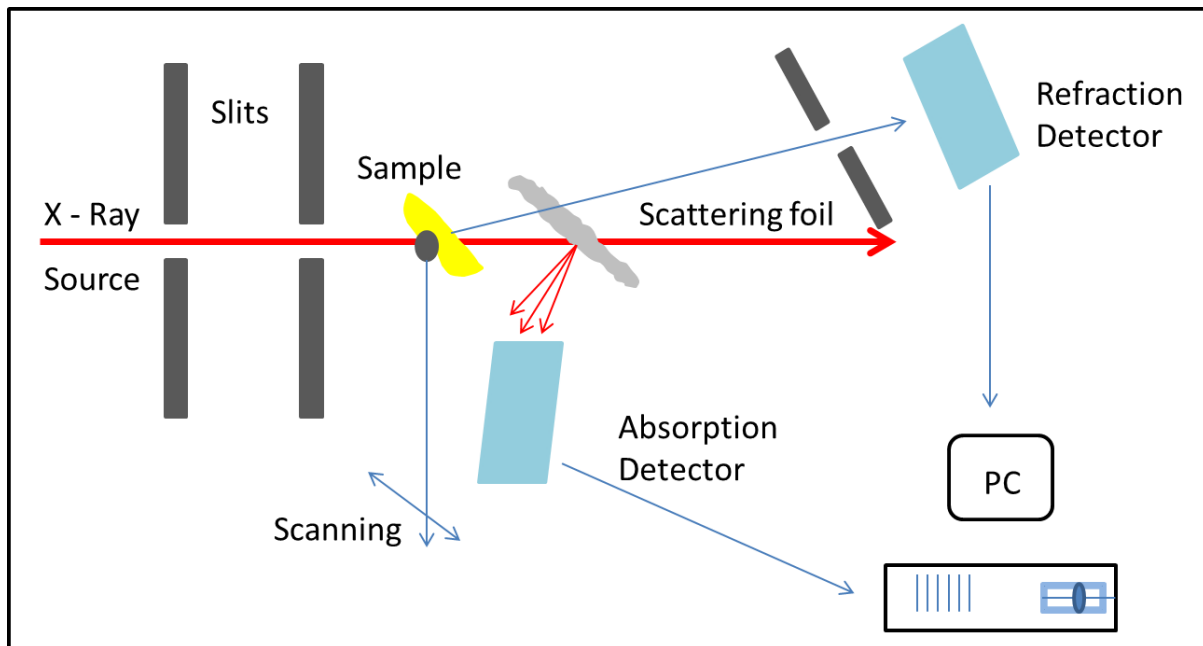 Slits
Refraction
Detector
Sample
X - Ray
Scattering foil
Source
Absorption
Detector
PC
Scanning